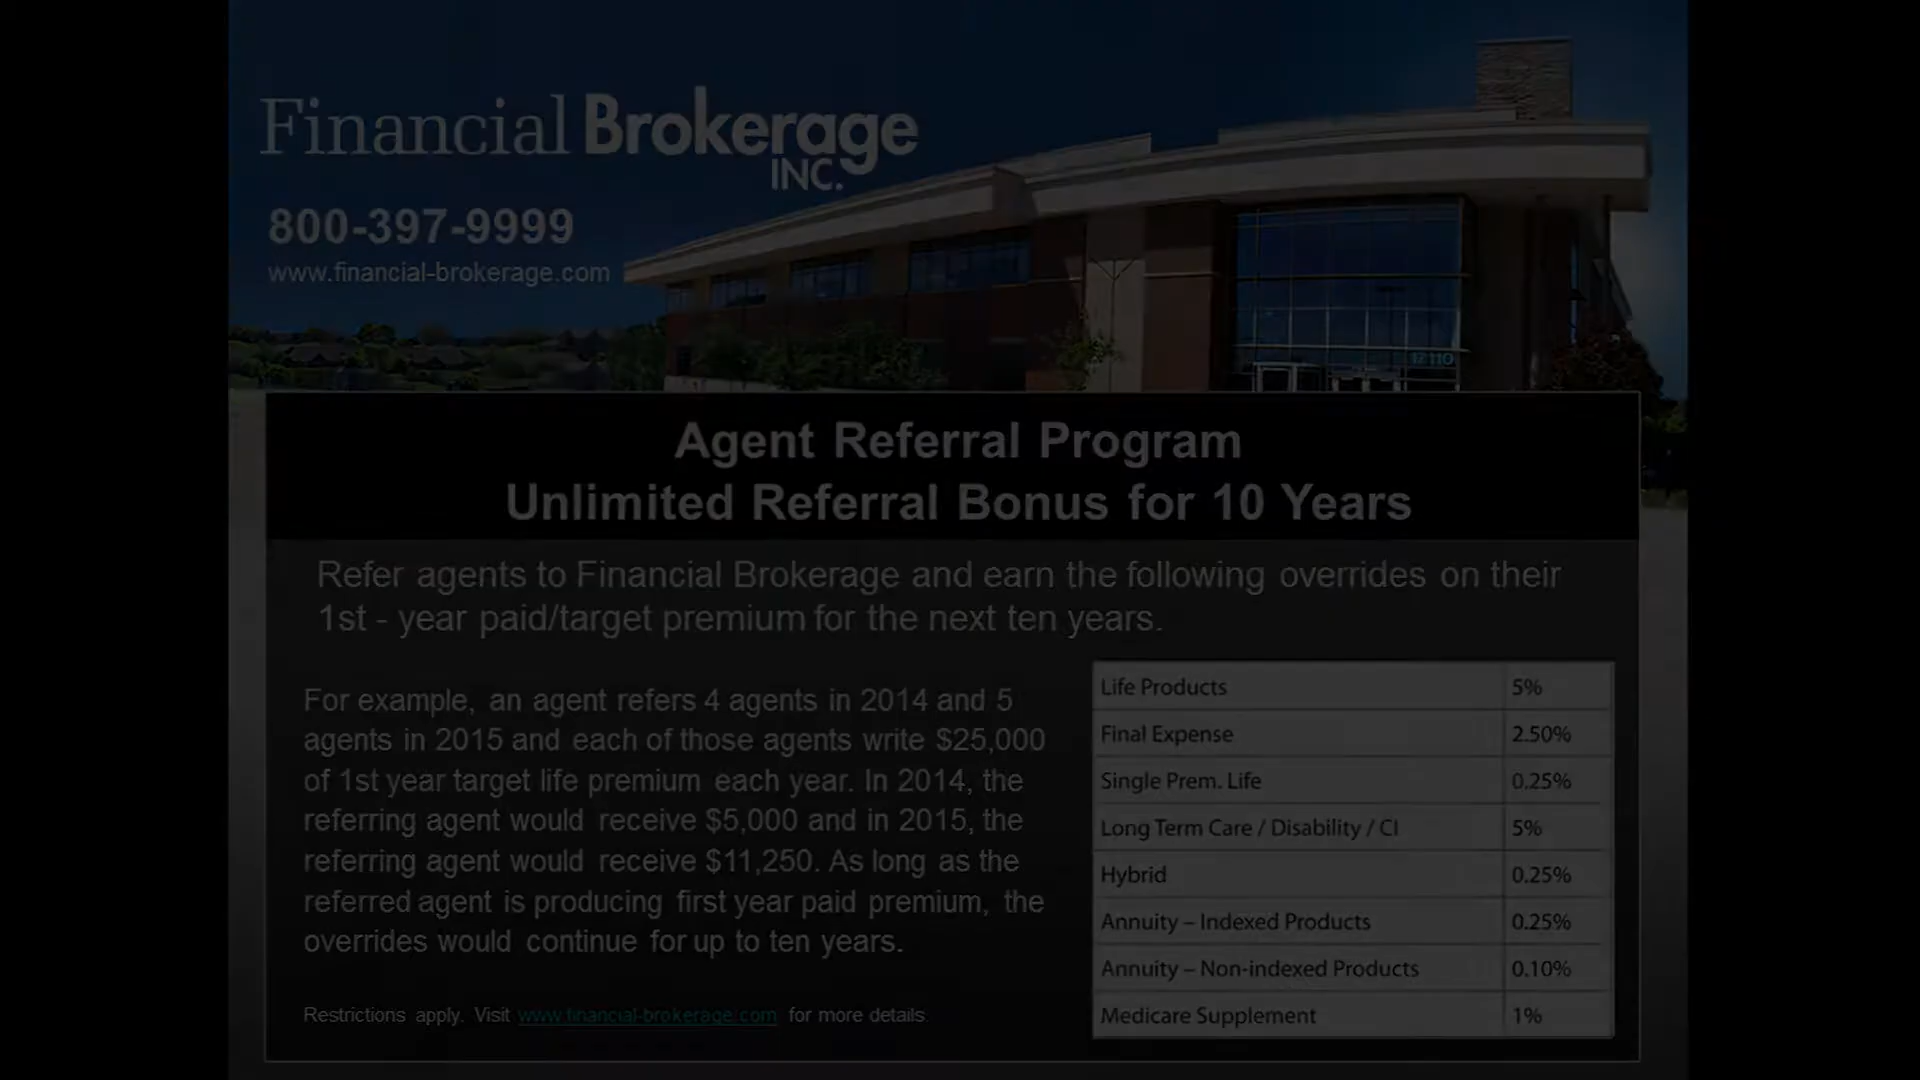 Financial Brokerage
INC.
800-397-9999
www.financial-brokerage.com
12110
Agent Referral Program
Unlimited Referral Bonus for 10 Years
Refer agents to Financial Brokerage and earn the following overrides on their
1st - year paid/target premium for the next ten years.
For example, an agent refers 4 agents in 2014 and 5
agents in 2015 and each of those agents write $25,000
of 1st year target life premium each year. In 2014, the
referring agent would receive $5,000 and in 2015, the
referring agent would receive $11,250. As long as the
referred agent is producing first year paid premium, the
overrides would continue for up to ten years.
Restrictions apply. Visit www.financial-brokerage.com for more details.
Life Products 5%
Final Expense 2.50%
Single Prem. Life 0.25%
Long Term Care / Disability / CI 5%
Hybrid 0.25%
Annuity – Indexed Products 0.25%
Annuity – Non-indexed Products 0.10%
Medicare Supplement 1%